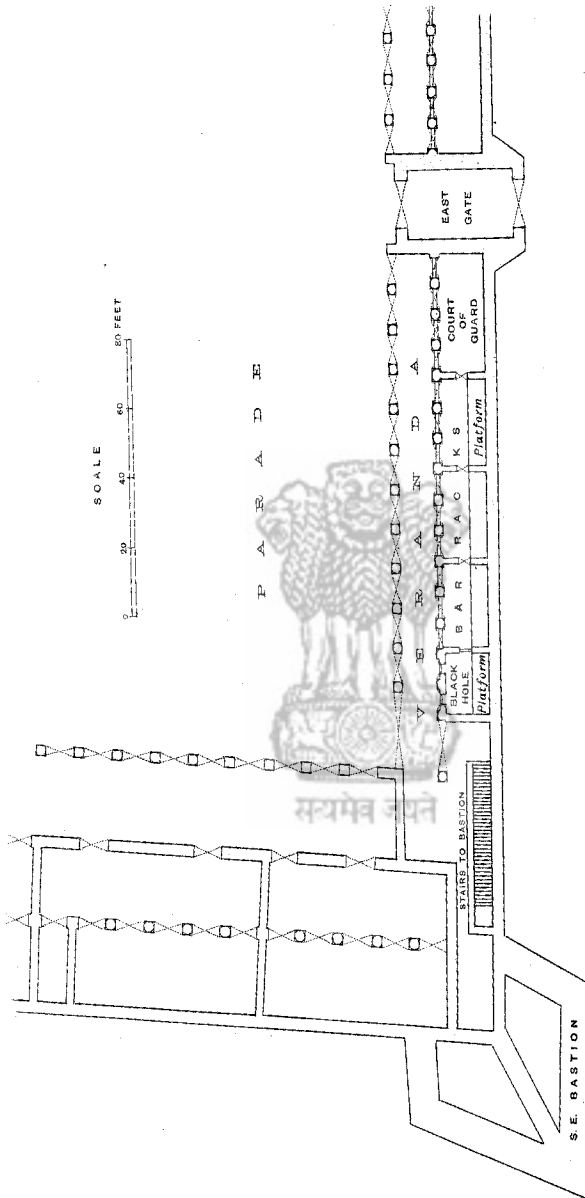 SCALE
0 20 40 60 80 FEET
PARADE
VERANDA
EAST
GATE
COURT
OF
GUARD
BARRACKS
Platform
BLACK
HOLE
Platform
STAIRS TO BASTION
S.E. BASTION
सत्यमेव जयते